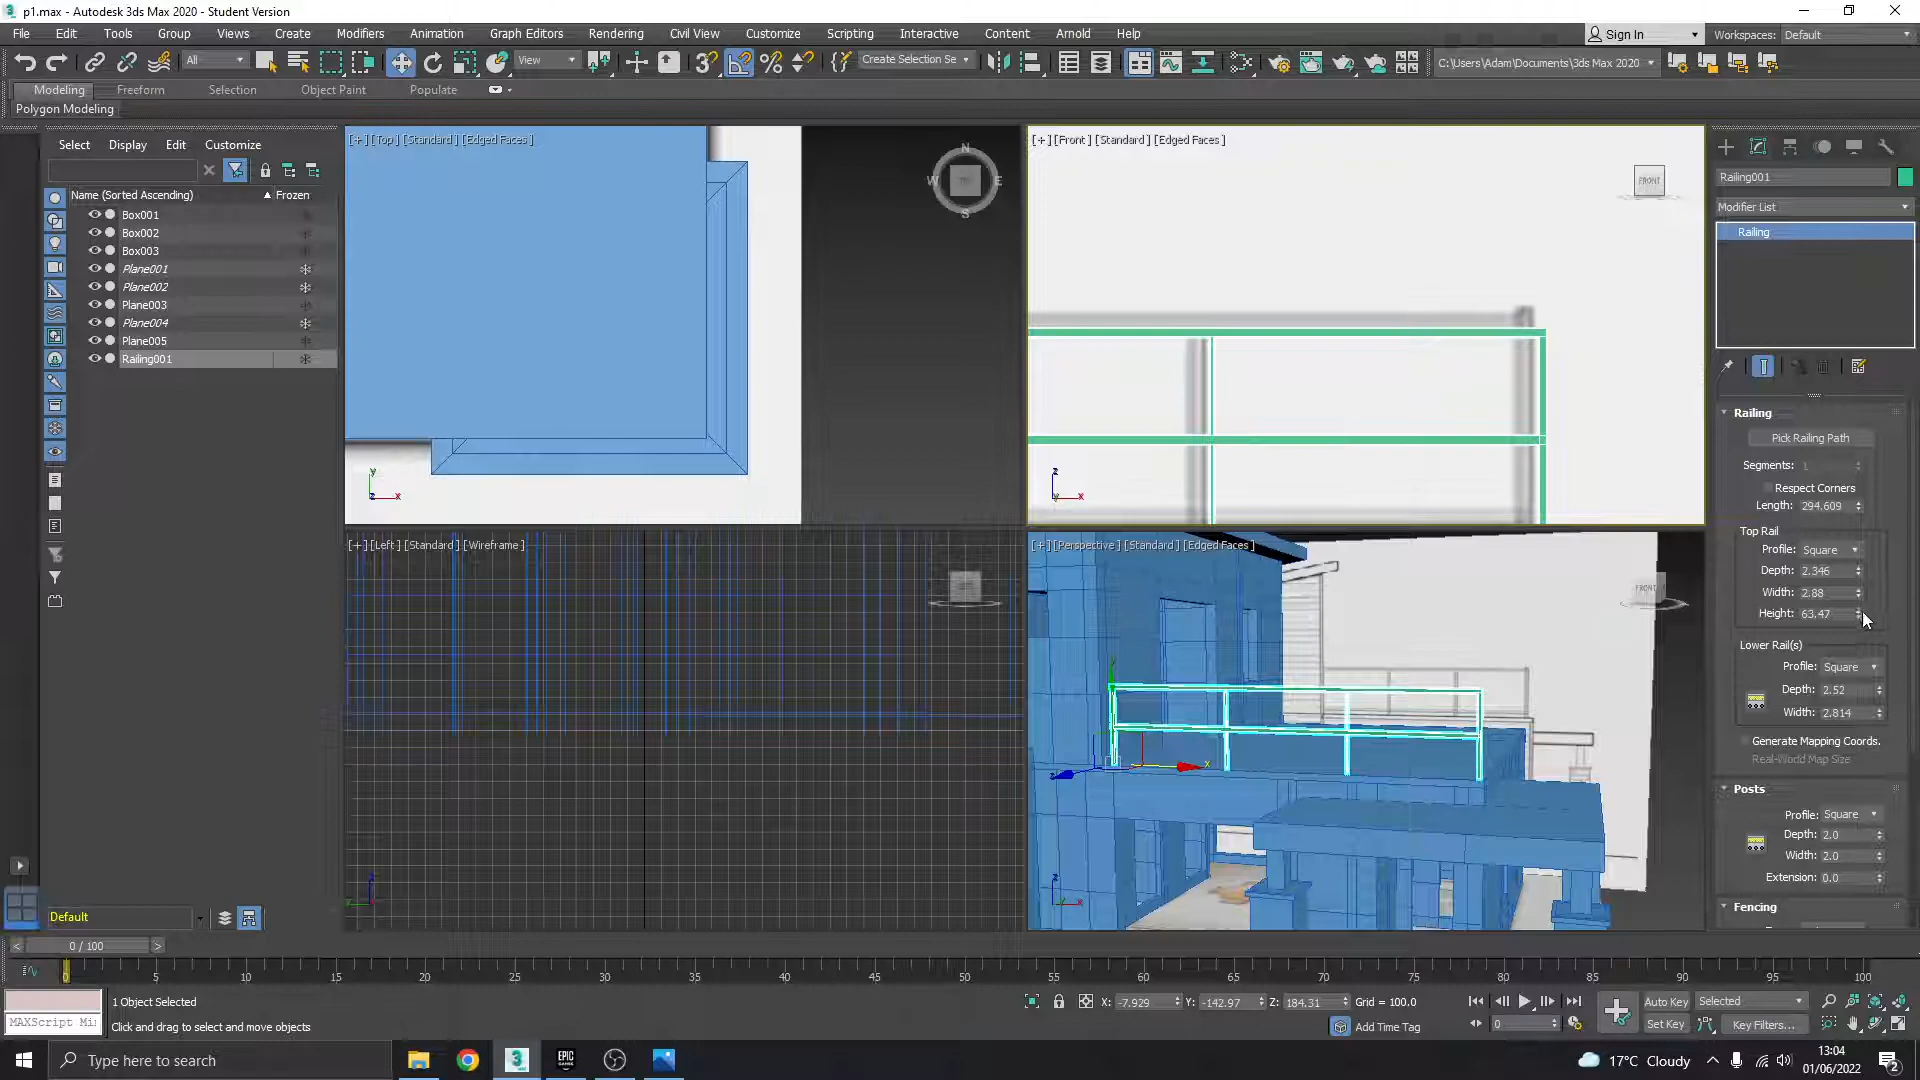 p1.max - Autodesk 3ds Max 2020 - Student Version
File Edit Tools Group Views Create Modifiers Animation Graph Editors Rendering Civil View Customize Scripting Interactive Content Arnold Help
Sign In
Workspaces: Default
All
View
Create Selection Se
C:\Users\Adam\Documents\3ds Max 2020
Modeling Freeform Selection Object Paint Populate
Polygon Modeling
Select Display Edit Customize
Name (Sorted Ascending) Frozen
Box001
Box002
Box003
Plane001
Plane002
Plane003
Plane004
Plane005
Railing001
Default
[+] [Top] [Standard] [Edged Faces]
N
W E
S
[+] [Front] [Standard] [Edged Faces]
FRONT
[+] [Left] [Standard] [Wireframe]
[+] [Perspective] [Standard] [Edged Faces]
FRONT
Railing001
Modifier List
Railing
Railing
Pick Railing Path
Segments: 1
Respect Corners
Length: 294.609
Top Rail
Profile: Square
Depth: 2.346
Width: 2.88
Height: 63.47
Lower Rail(s)
Profile: Square
Depth: 2.52
Width: 2.814
Generate Mapping Coords.
Real-World Map Size
Posts
Profile: Square
Depth: 2.0
Width: 2.0
Extension: 0.0
Fencing
0 / 100
0 5 10 15 20 25 30 35 40 45 50 55 60 65 70 75 80 85 90 95 100
1 Object Selected
MAXScript Mi
Click and drag to select and move objects
X: -7.929 Y: -142.97 Z: 184.31 Grid = 100.0
Add Time Tag
0
Auto Key Selected
Set Key Key Filters...
Type here to search
EPIC
17°C Cloudy
13:04
01/06/2022
2